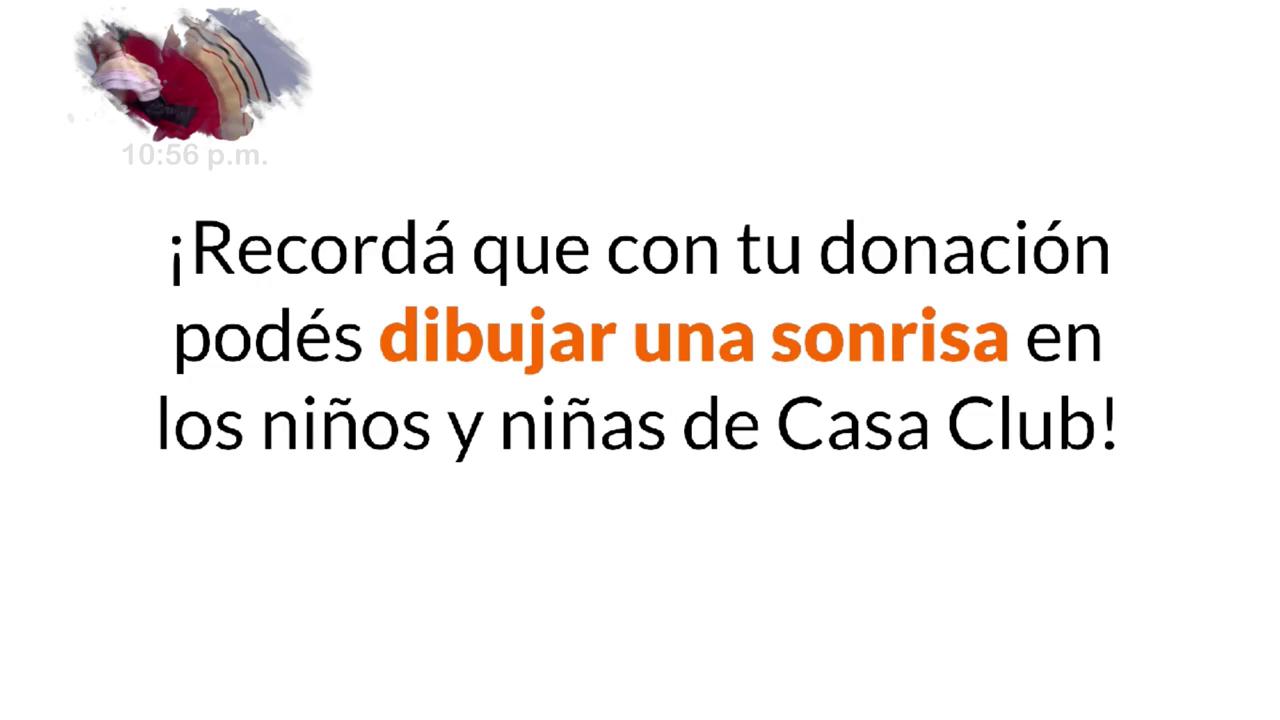 10:56 p.m.
¡Recordá que con tu donación
podés dibujar una sonrisa en
los niños y niñas de Casa Club!